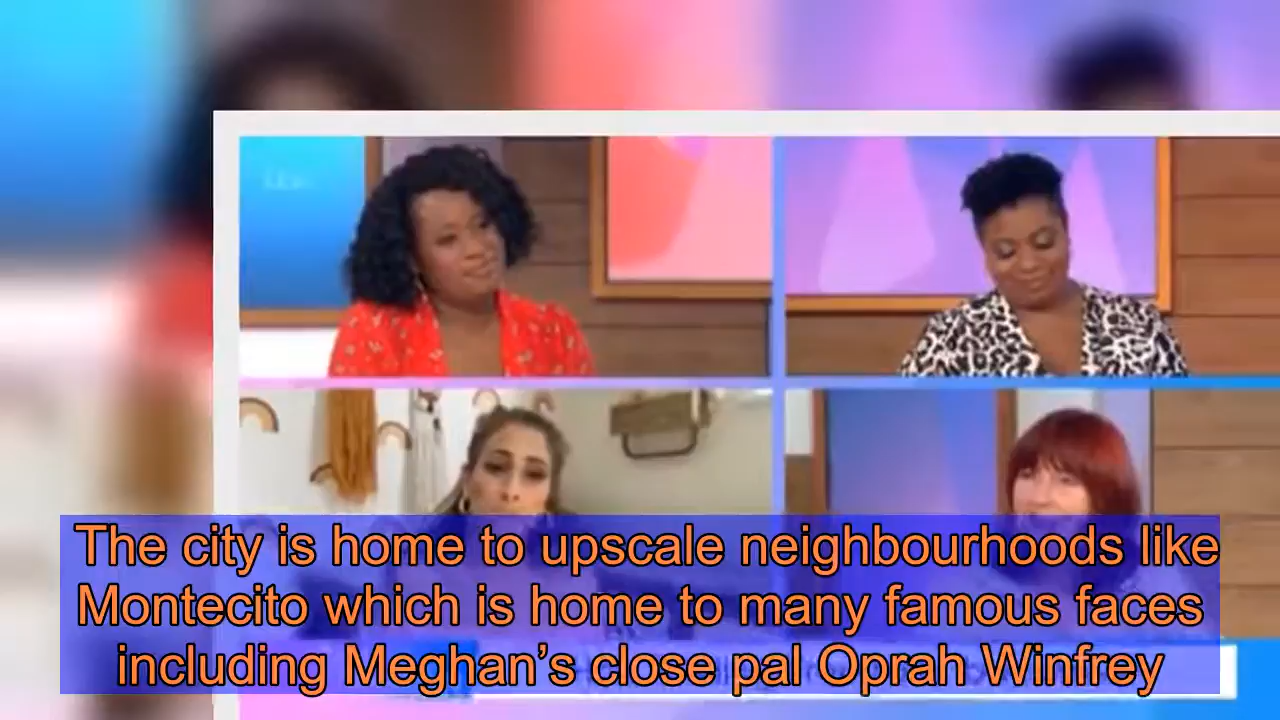 The city is home to upscale neighbourhoods like
Montecito which is home to many famous faces
including Meghan’s close pal Oprah Winfrey